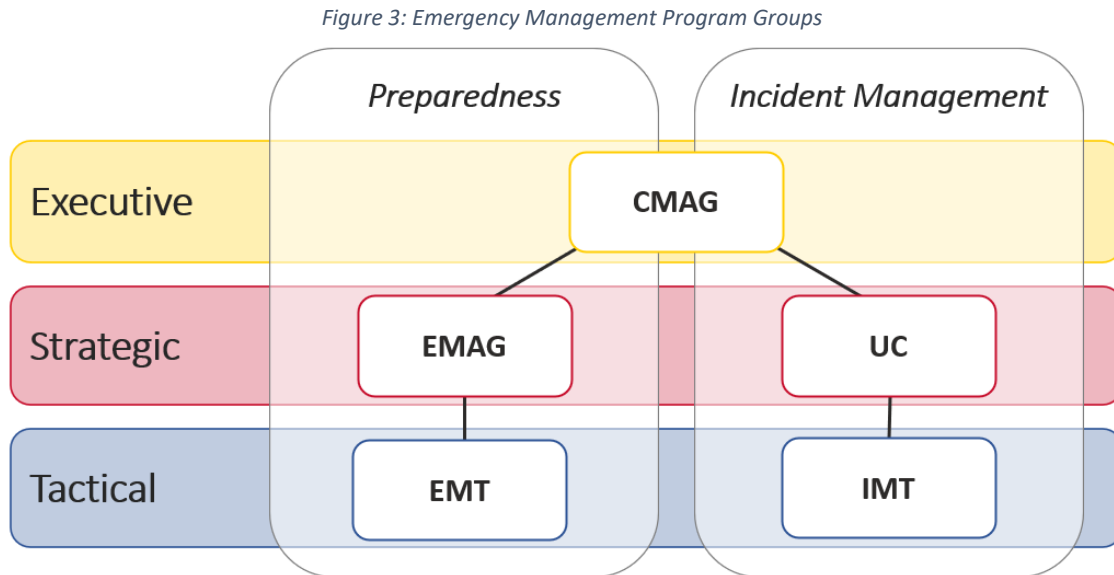 Figure 3: Emergency Management Program Groups
Preparedness
Incident Management
Executive
CMAG
Strategic
EMAG
UC
Tactical
EMT
IMT